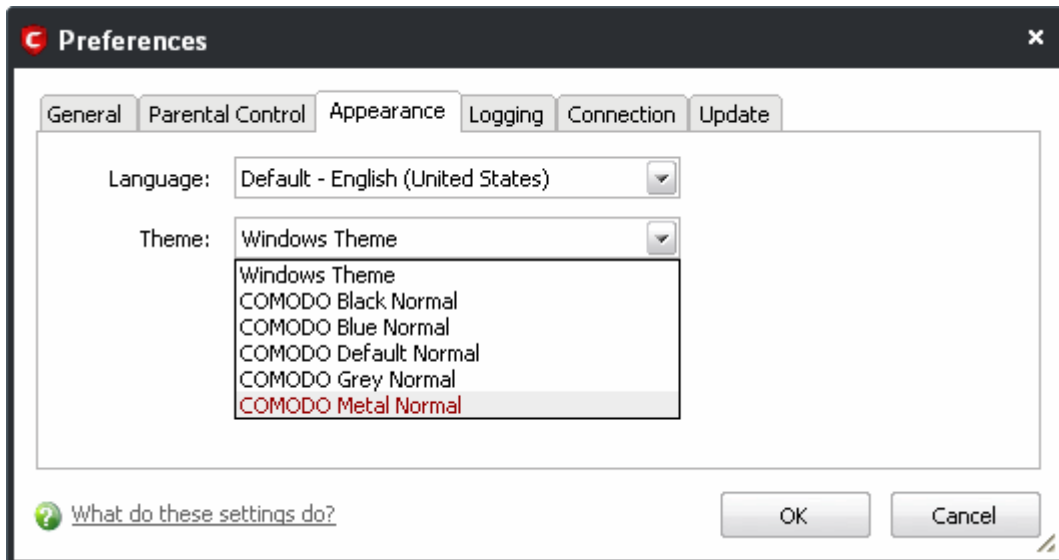 Preferences
General Parental Control Appearance Logging Connection Update
Language: Default - English (United States)
Theme: Windows Theme
Windows Theme
COMODO Black Normal
COMODO Blue Normal
COMODO Default Normal
COMODO Grey Normal
COMODO Metal Normal
What do these settings do? OK Cancel